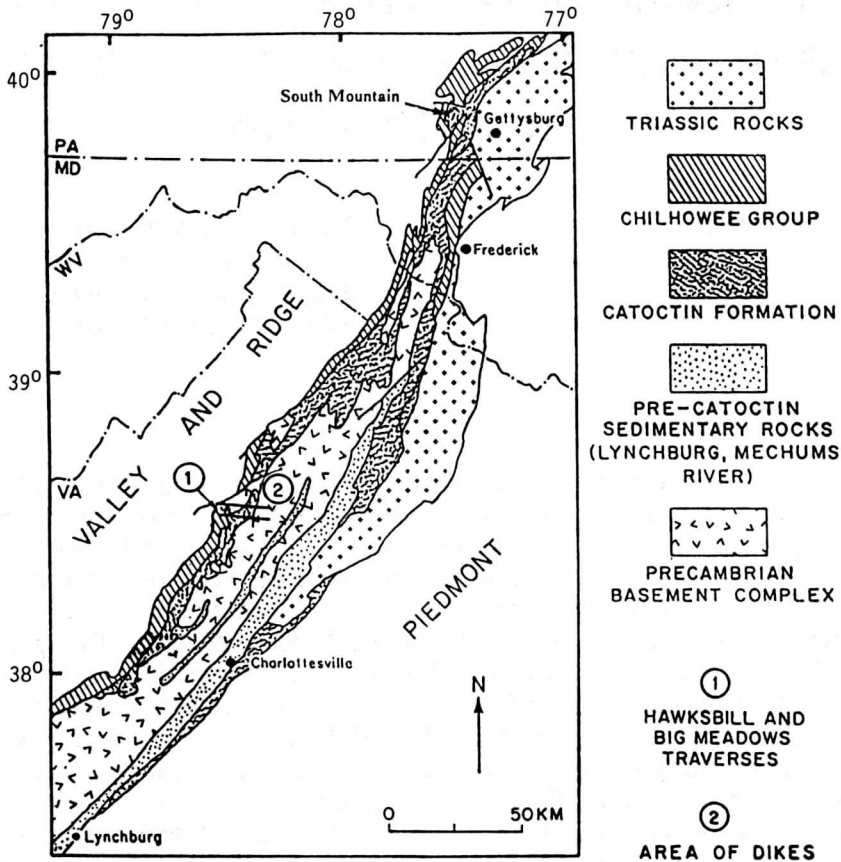 79° 78° 77°
40°
South Mountain
Gettysburg
PA
MD
Frederick
WV
39°
VALLEY AND RIDGE
1
2
VA
PIEDMONT
38°
Charlottesville
N
0 50 KM
Lynchburg
TRIASSIC ROCKS
CHILHOWEE GROUP
CATOCTIN FORMATION
PRE-CATOCTIN
SEDIMENTARY ROCKS
(LYNCHBURG, MECHUMS
RIVER)
PRECAMBRIAN
BASEMENT COMPLEX
1
HAWKSBILL AND
BIG MEADOWS
TRAVERSES
2
AREA OF DIKES